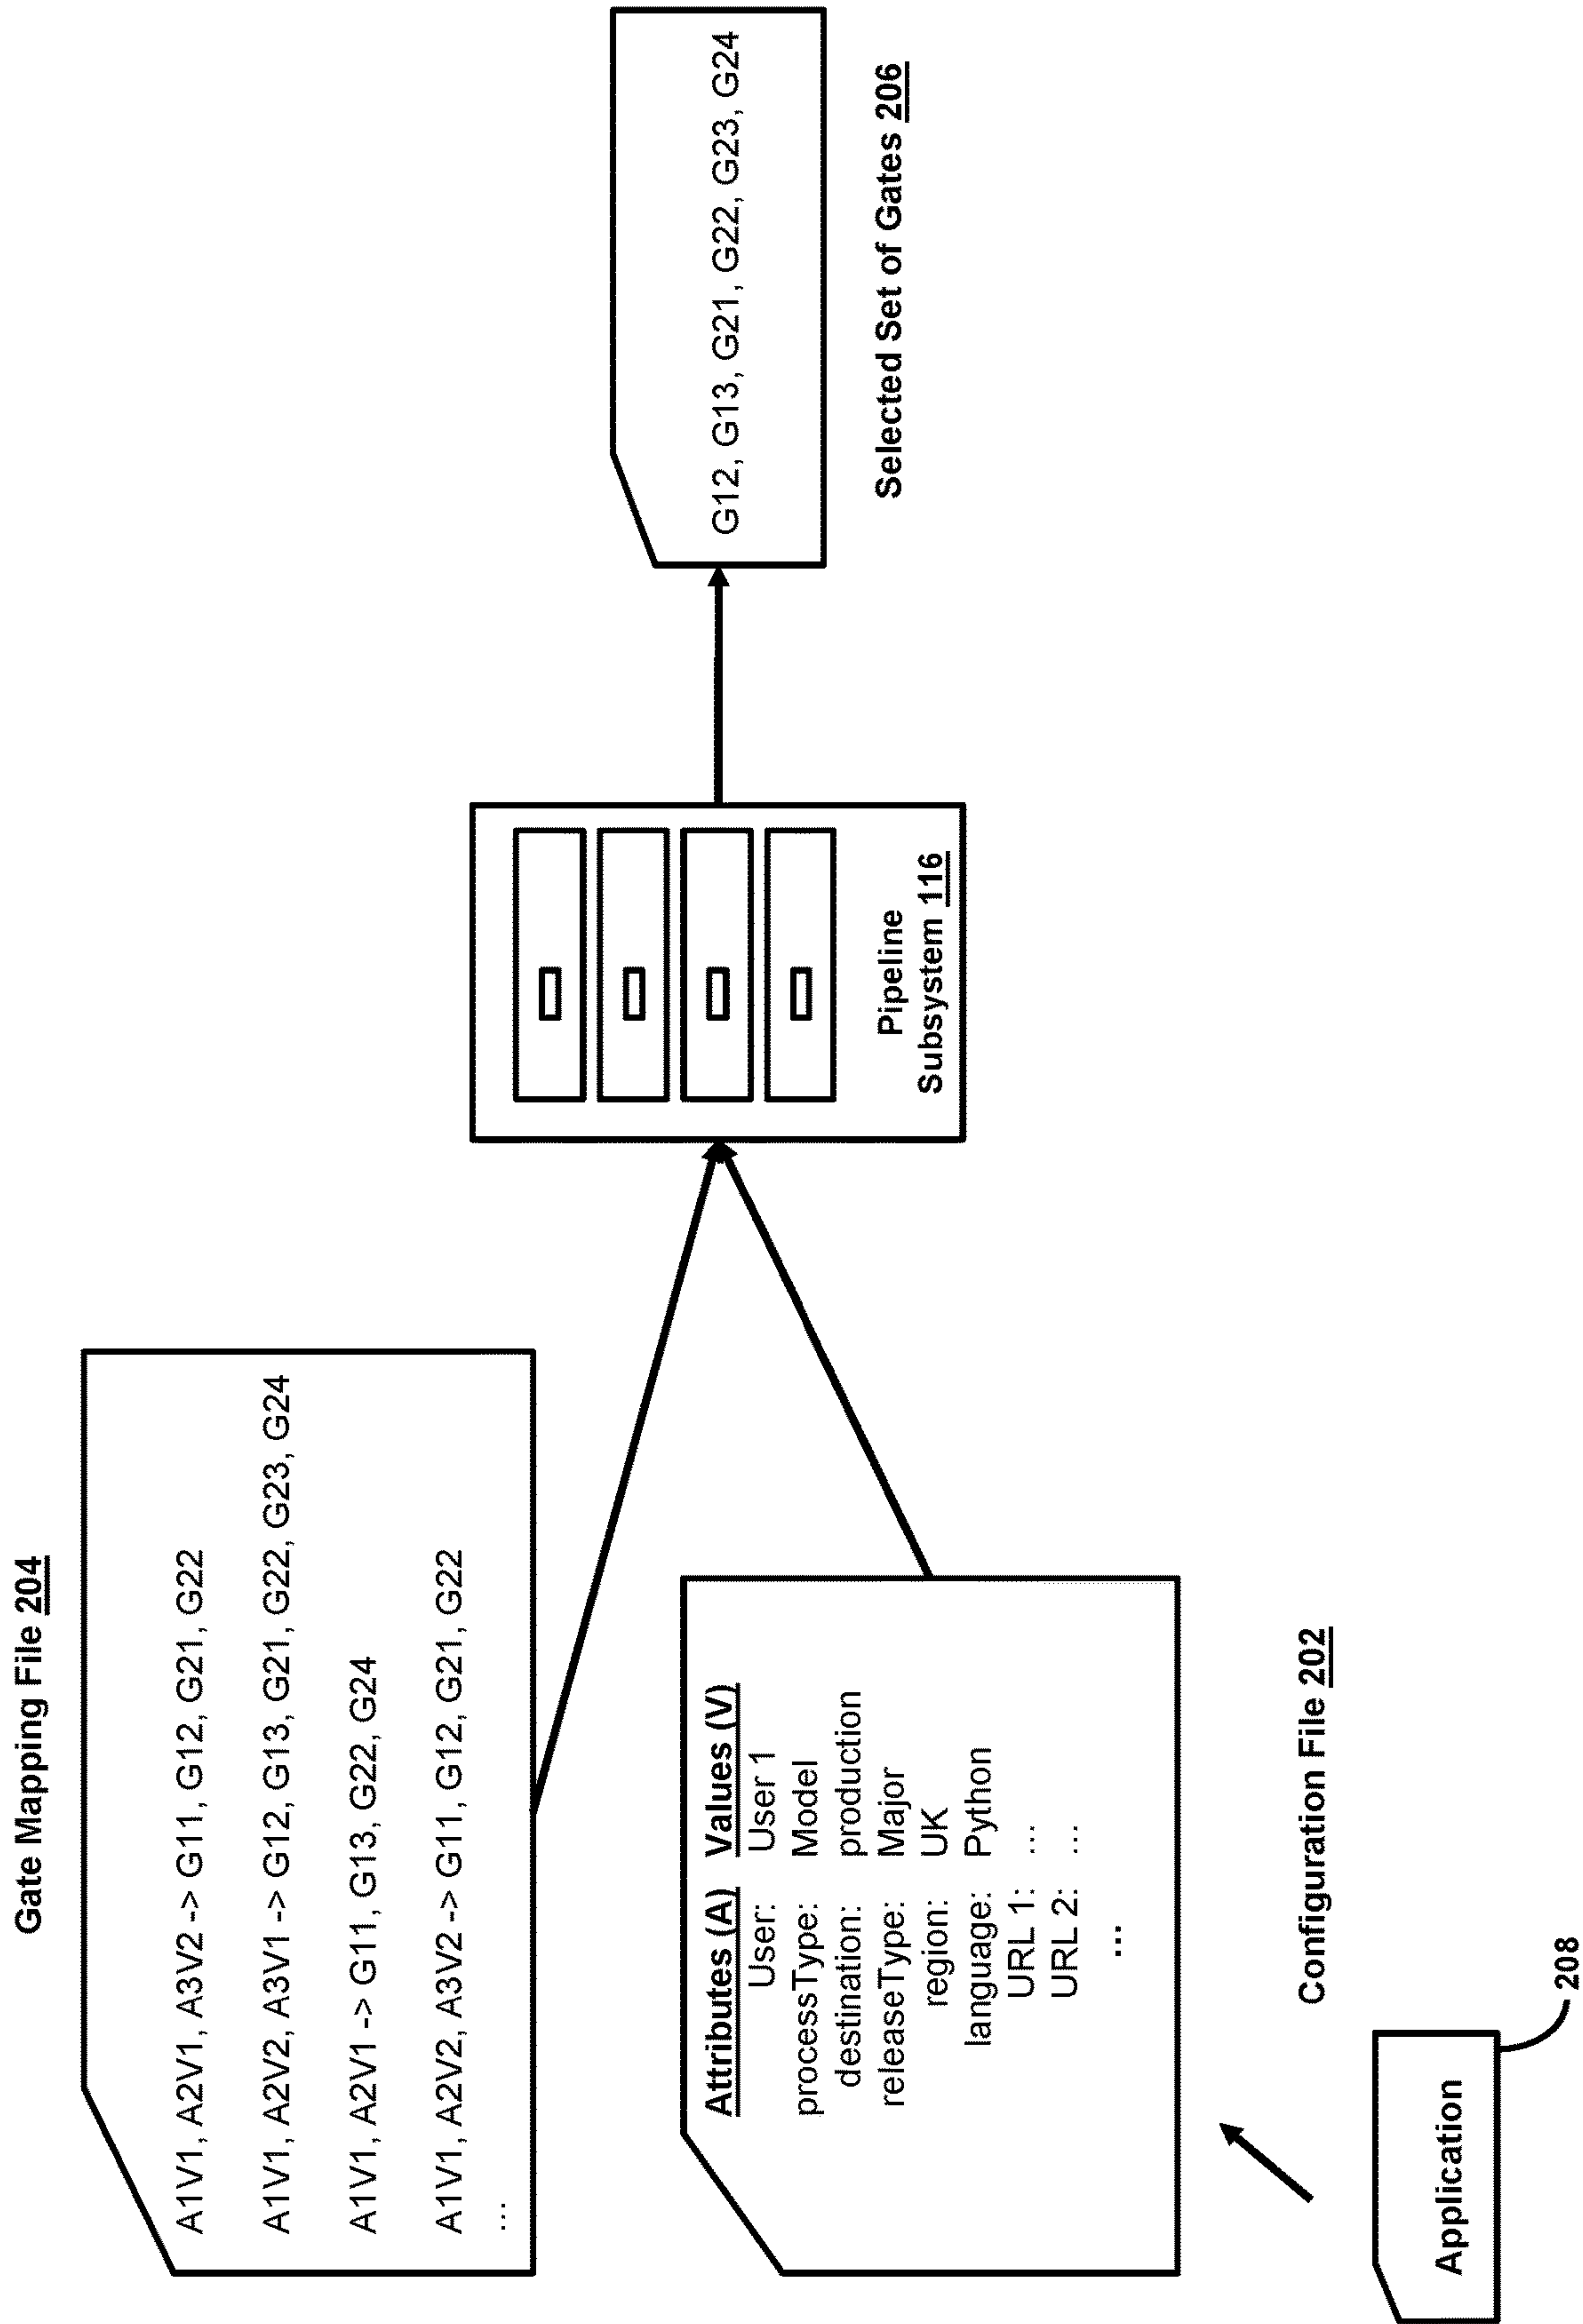 Gate Mapping File 204
A1V1, A2V1, A3V2 -> G11, G12, G21, G22
A1V1, A2V2, A3V1 -> G12, G13, G21, G22, G23, G24
A1V1, A2V1 -> G11, G13, G22, G24
A1V1, A2V2, A3V2 -> G11, G12, G21, G22
...
Attributes (A) Values (V)
User: User 1
processType: Model
destination: production
releaseType: Major
region: UK
language: Python
URL 1: ...
URL 2: ...
...
Configuration File 202
Application
208
Pipeline
Subsystem 116
G12, G13, G21, G22, G23, G24
Selected Set of Gates 206